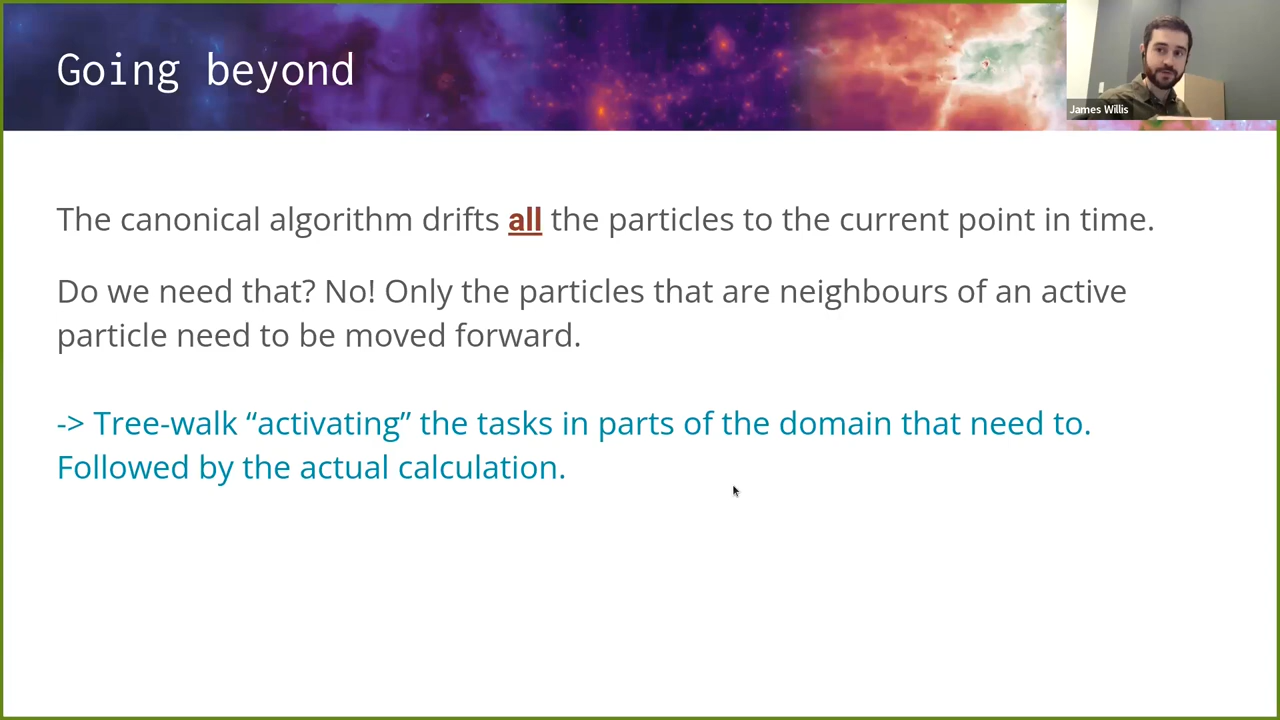 Going beyond
James Willis
The canonical algorithm drifts all the particles to the current point in time.
Do we need that? No! Only the particles that are neighbours of an active
particle need to be moved forward.
-> Tree-walk “activating” the tasks in parts of the domain that need to.
Followed by the actual calculation.